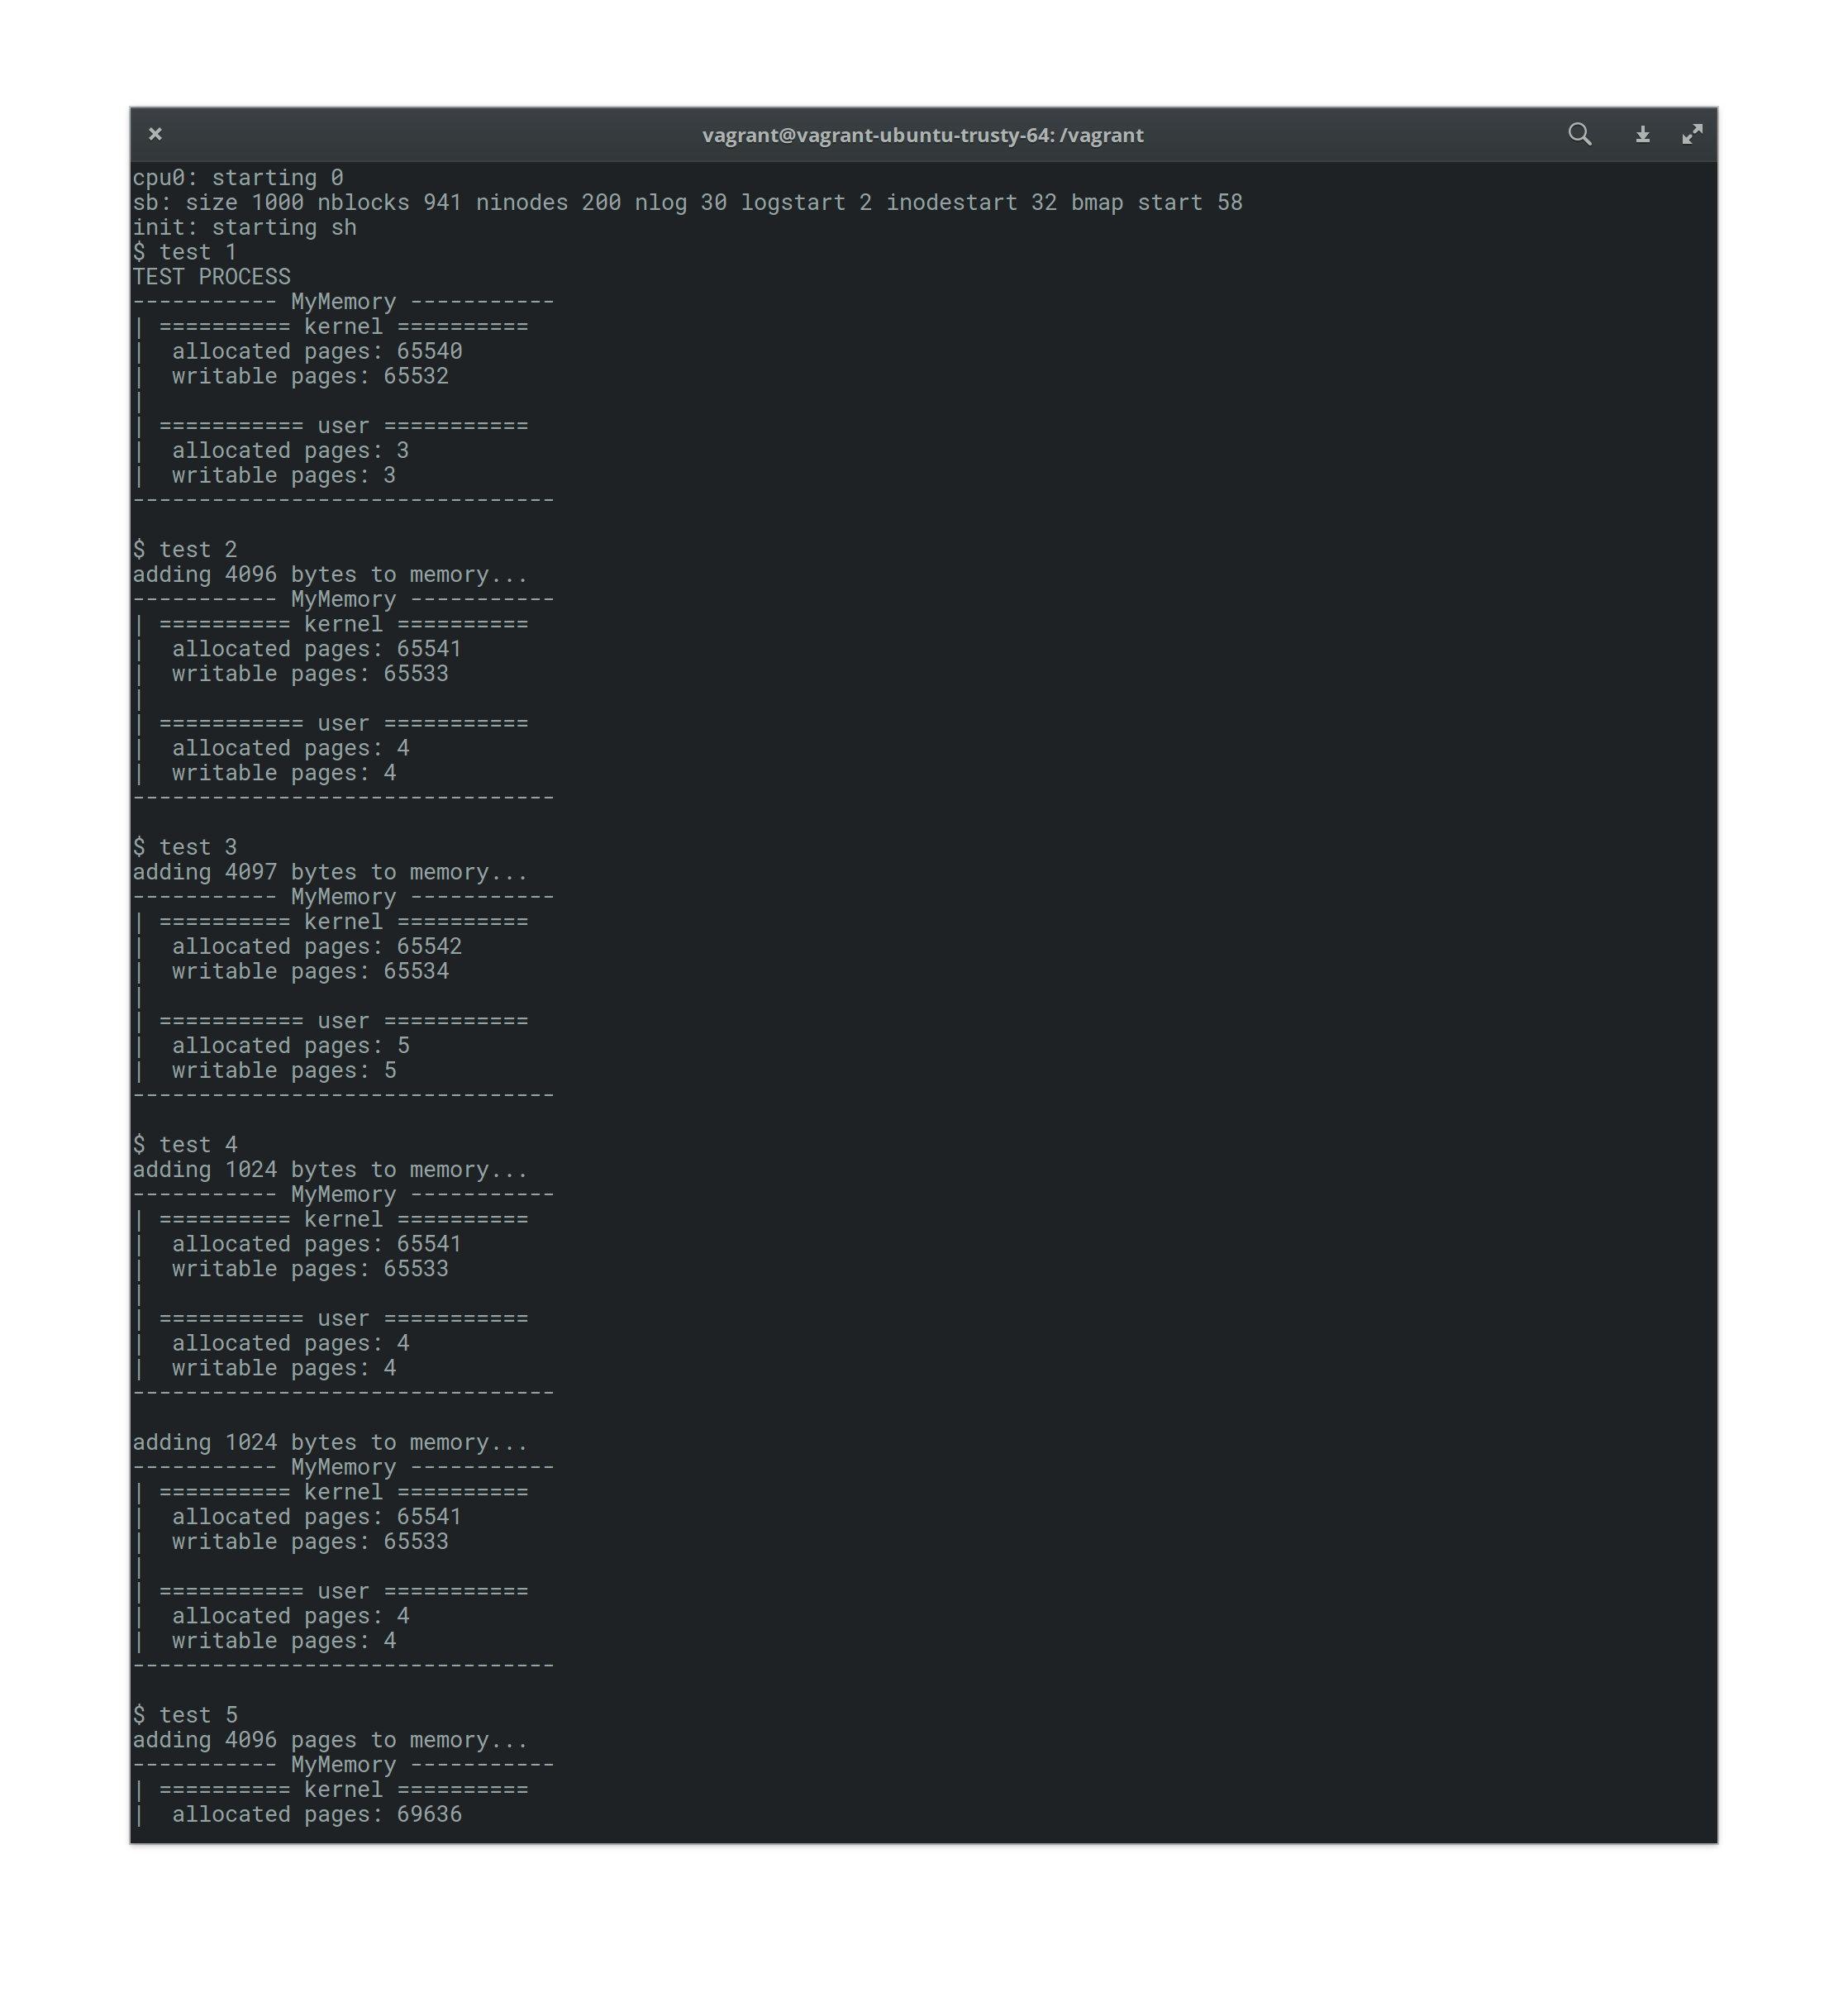 vagrant@vagrant-ubuntu-trusty-64: /vagrant
cpu0: starting 0
sb: size 1000 nblocks 941 ninodes 200 nlog 30 logstart 2 inodestart 32 bmap start 58
init: starting sh
$ test 1
TEST PROCESS
----------- MyMemory -----------
| ========== kernel ==========
|  allocated pages: 65540
|  writable pages: 65532
|
| =========== user ===========
|  allocated pages: 3
|  writable pages: 3
--------------------------------

$ test 2
adding 4096 bytes to memory...
----------- MyMemory -----------
| ========== kernel ==========
|  allocated pages: 65541
|  writable pages: 65533
|
| =========== user ===========
|  allocated pages: 4
|  writable pages: 4
--------------------------------

$ test 3
adding 4097 bytes to memory...
----------- MyMemory -----------
| ========== kernel ==========
|  allocated pages: 65542
|  writable pages: 65534
|
| =========== user ===========
|  allocated pages: 5
|  writable pages: 5
--------------------------------

$ test 4
adding 1024 bytes to memory...
----------- MyMemory -----------
| ========== kernel ==========
|  allocated pages: 65541
|  writable pages: 65533
|
| =========== user ===========
|  allocated pages: 4
|  writable pages: 4
--------------------------------

adding 1024 bytes to memory...
----------- MyMemory -----------
| ========== kernel ==========
|  allocated pages: 65541
|  writable pages: 65533
|
| =========== user ===========
|  allocated pages: 4
|  writable pages: 4
--------------------------------

$ test 5
adding 4096 pages to memory...
----------- MyMemory -----------
| ========== kernel ==========
|  allocated pages: 69636